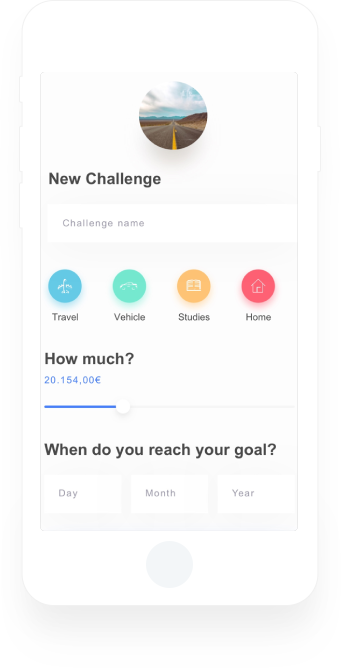 New Challenge
Challenge name
Travel Vehicle Studies Home
How much?
20.154,00€
When do you reach your goal?
Day Month Year